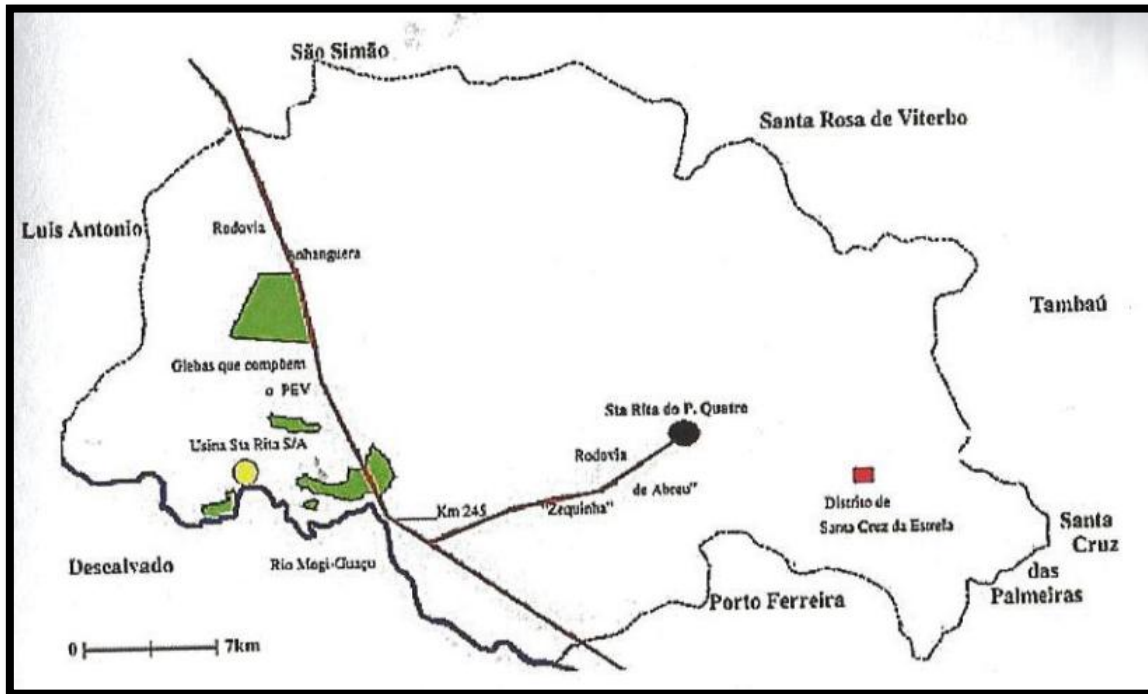 São Simão
Santa Rosa de Viterbo
Luis Antonio
Rodovia
Anhanguera
Tambaú
Glebas que compõem
o PEV
Sta Rita do P. Quatro
Usina Sta Rita S/A
Rodovia
de Abreu"
"Zequinha"
Km 245
Distrito de
Santa Cruz da Estrela
Santa
Cruz
das
Palmeiras
Descalvado
Rio Mogi-Guaçu
Porto Ferreira
0
7km